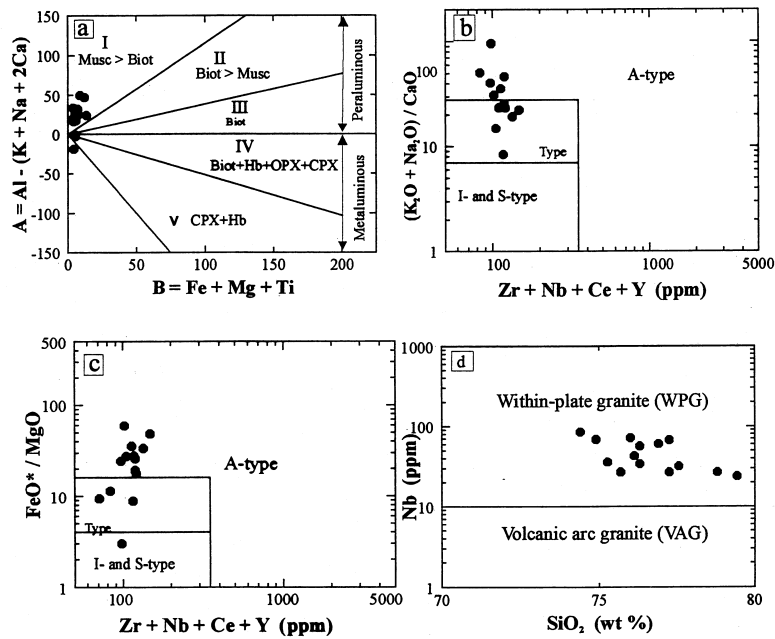 a
150
100
50
0
-50
-100
-150
A = Al - (K + Na + 2Ca)
I
Musc > Biot
II
Biot > Musc
III
Biot
IV
Biot+Hb+OPX+CPX
V CPX+Hb
Peraluminous
Metaluminous
0 50 100 150 200
B = Fe + Mg + Ti
b
100
10
1
(K2O + Na2O) / CaO
A-type
Type
I- and S-type
100 1000 5000
Zr + Nb + Ce + Y (ppm)
c
500
100
10
1
FeO* / MgO
A-type
Type
I- and S-type
100 1000 5000
Zr + Nb + Ce + Y (ppm)
d
1000
100
10
1
Nb (ppm)
Within-plate granite (WPG)
Volcanic arc granite (VAG)
70 75 80
SiO2 (wt %)